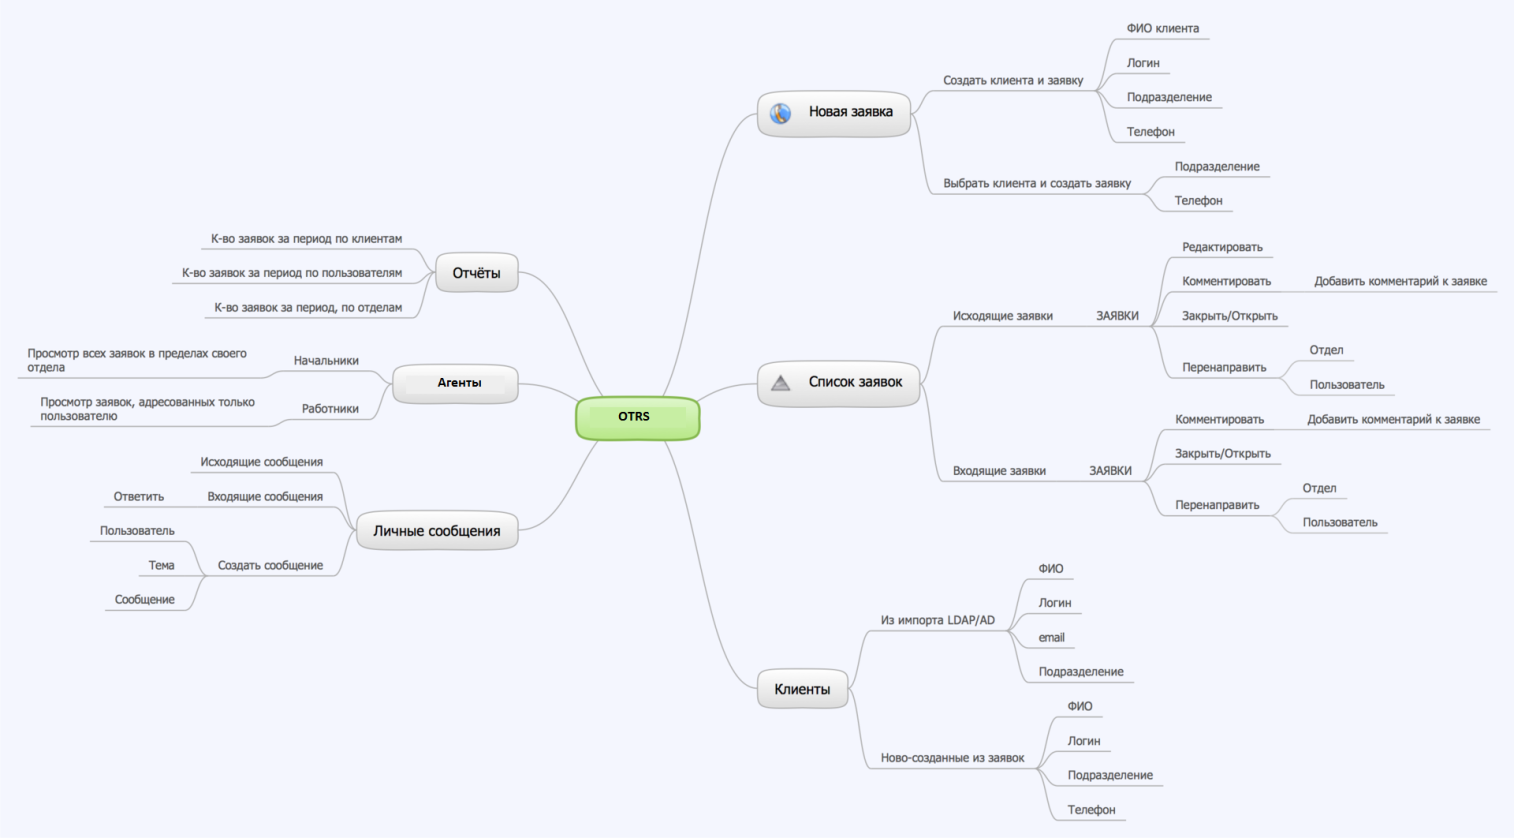 OTRS
Новая заявка
Создать клиента и заявку
ФИО клиента
Логин
Подразделение
Телефон
Выбрать клиента и создать заявку
Подразделение
Телефон
Список заявок
Исходящие заявки
ЗАЯВКИ
Редактировать
Комментировать
Добавить комментарий к заявке
Закрыть/Открыть
Перенаправить
Отдел
Пользователь
Входящие заявки
ЗАЯВКИ
Комментировать
Добавить комментарий к заявке
Закрыть/Открыть
Перенаправить
Отдел
Пользователь
Клиенты
Из импорта LDAP/AD
ФИО
Логин
email
Подразделение
Ново-созданные из заявок
ФИО
Логин
Подразделение
Телефон
Отчёты
К-во заявок за период по клиентам
К-во заявок за период по пользователям
К-во заявок за период, по отделам
Агенты
Начальники
Просмотр всех заявок в пределах своего
отдела
Работники
Просмотр заявок, адресованных только
пользователю
Личные сообщения
Исходящие сообщения
Входящие сообщения
Ответить
Создать сообщение
Пользователь
Тема
Сообщение